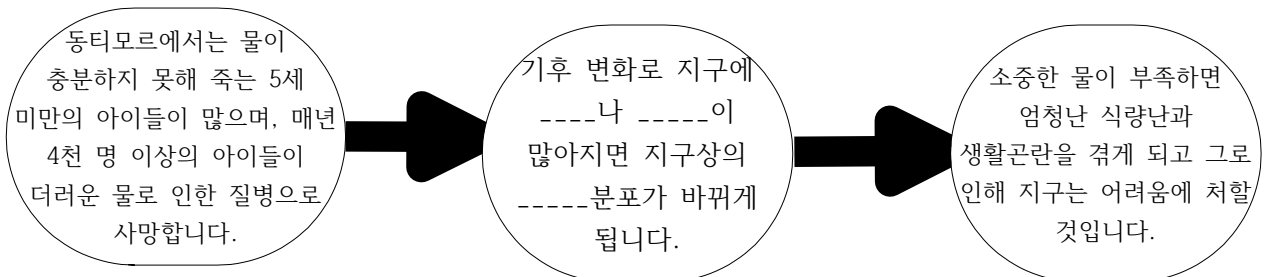 동티모르에서는 물이
충분하지 못해 죽는 5세
미만의 아이들이 많으며, 매년
4천 명 이상의 아이들이
더러운 물로 인한 질병으로
사망합니다.
기후 변화로 지구에
____나 _____이
많아지면 지구상의
_____분포가 바뀌게
됩니다.
소중한 물이 부족하면
엄청난 식량난과
생활곤란을 겪게 되고 그로
인해 지구는 어려움에 처할
것입니다.